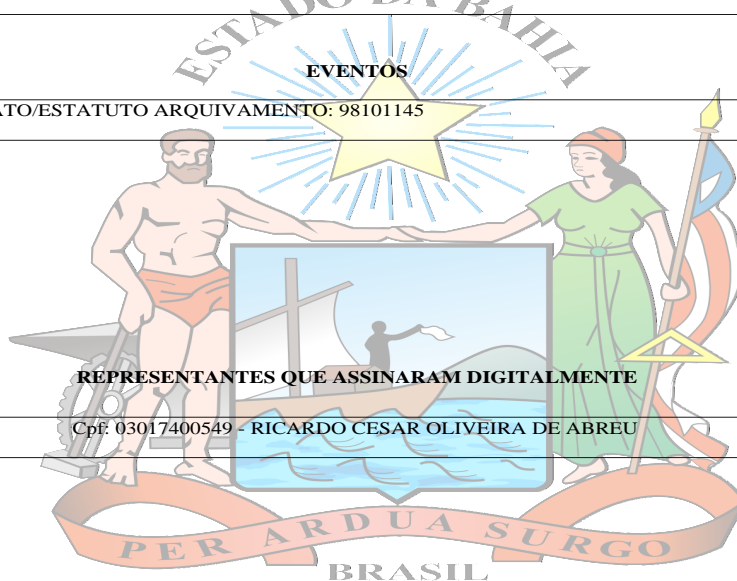 ESTADO DA BAHIA
EVENTOS
ATO/ESTATUTO ARQUIVAMENTO: 98101145
REPRESENTANTES QUE ASSINARAM DIGITALMENTE
Cpf: 03017400549 - RICARDO CESAR OLIVEIRA DE ABREU
PER ARDUA SURGO
BRASIL